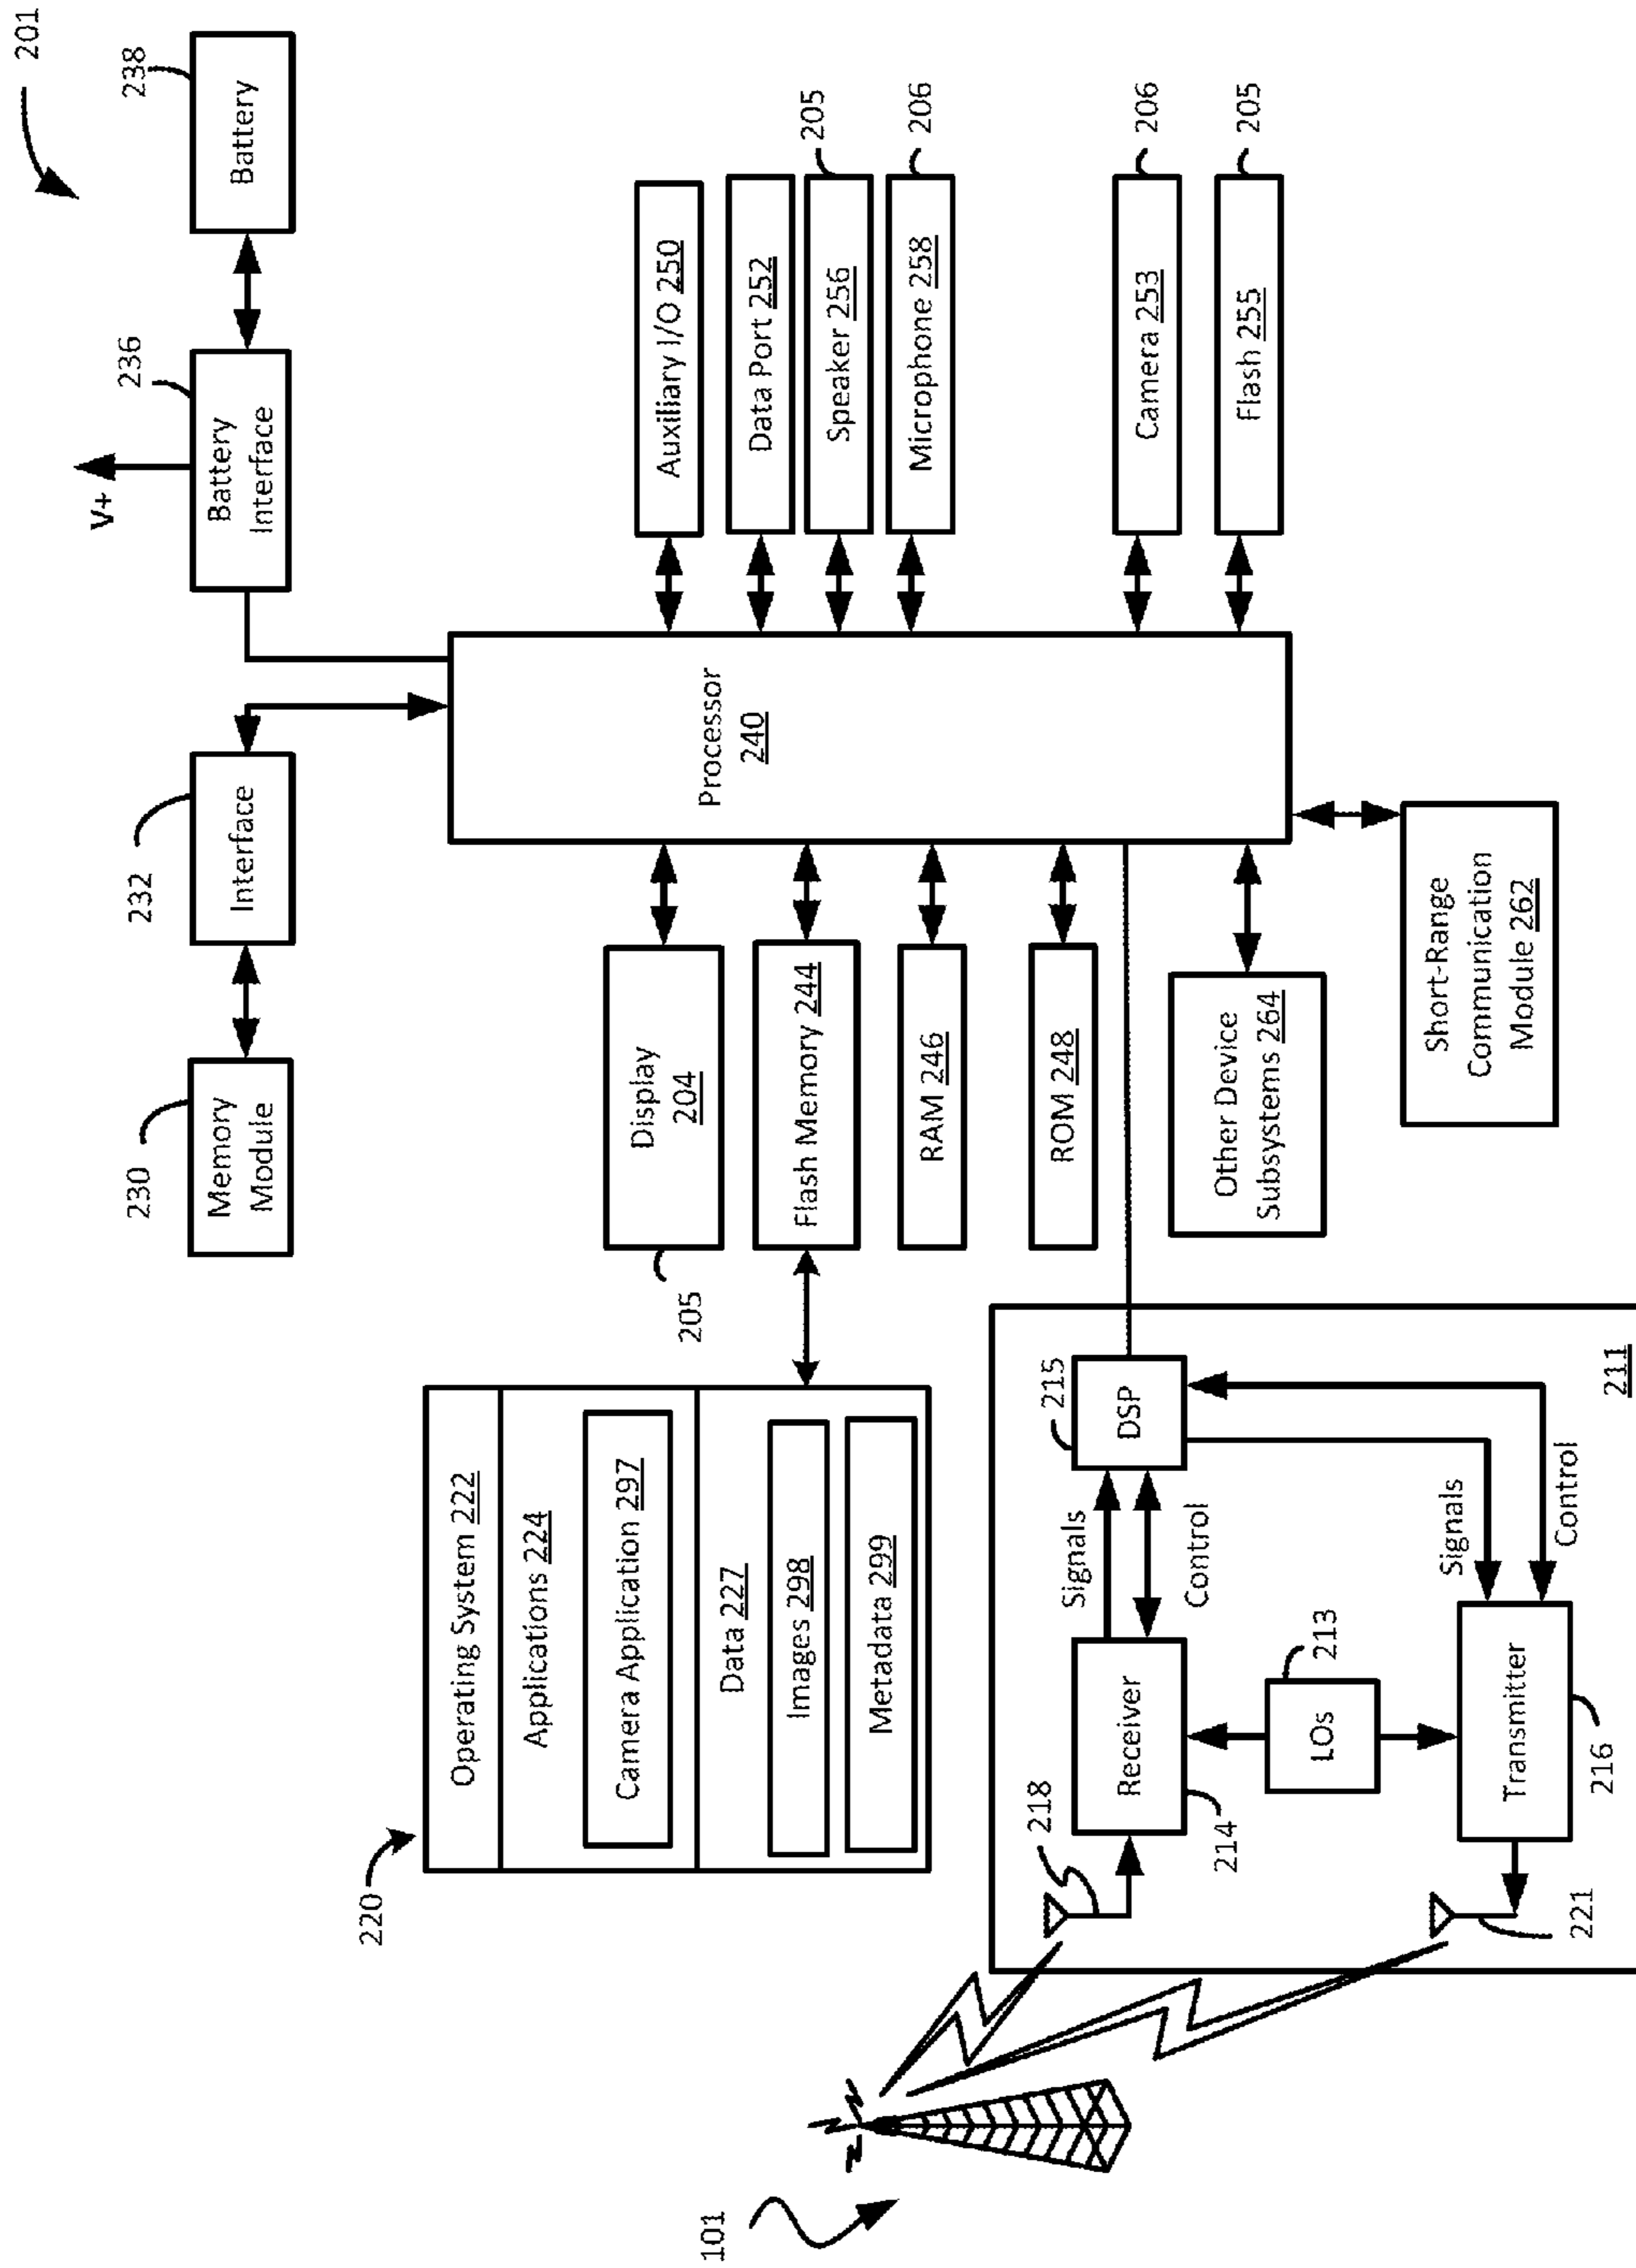 201
230
Memory
Module
232
Interface
V+
236
Battery
Interface
238
Battery
220
Operating System 222
Applications 224
Camera Application 297
Data 227
Images 298
Metadata 299
205
Display
204
Flash Memory 244
RAM 246
ROM 248
Other Device
Subsystems 264
Processor
240
Auxiliary I/O 250
Data Port 252
Speaker 256
205
Microphone 258
206
Camera 253
206
Flash 255
205
Short-Range
Communication
Module 262
101
218
Receiver
214
Signals
Control
215
DSP
LOs
213
Signals
Control
Transmitter
216
221
211